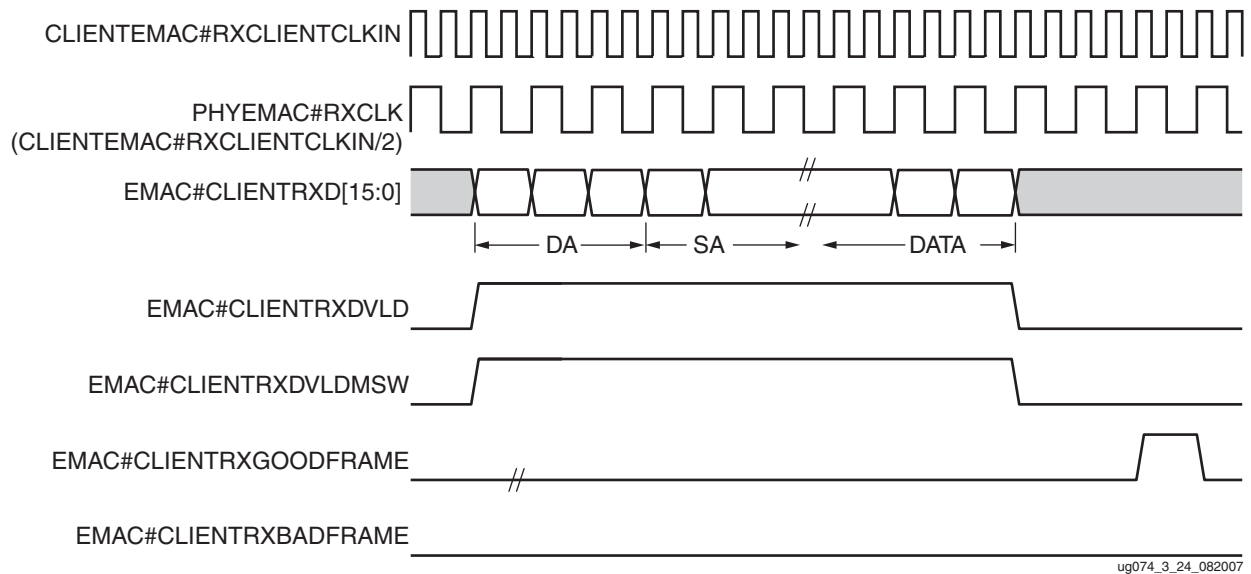 CLIENTEMAC#RXCLIENTCLKIN
PHYEMAC#RXCLK
(CLIENTEMAC#RXCLIENTCLKIN/2)
EMAC#CLIENTRXD[15:0]
DA SA DATA
EMAC#CLIENTRXDVLD
EMAC#CLIENTRXDVLDMSW
EMAC#CLIENTRXGOODFRAME
EMAC#CLIENTRXBADFRAME
ug074_3_24_082007